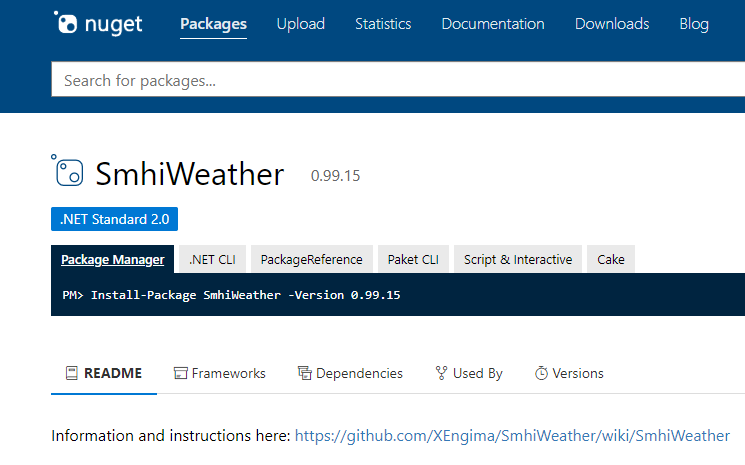 nuget Packages Upload Statistics Documentation Downloads Blog
Search for packages...
SmhiWeather 0.99.15
.NET Standard 2.0
Package Manager .NET CLI PackageReference Paket CLI Script & Interactive Cake
PM> Install-Package SmhiWeather -Version 0.99.15
README Frameworks Dependencies Used By Versions
Information and instructions here: https://github.com/XEngima/SmhiWeather/wiki/SmhiWeather